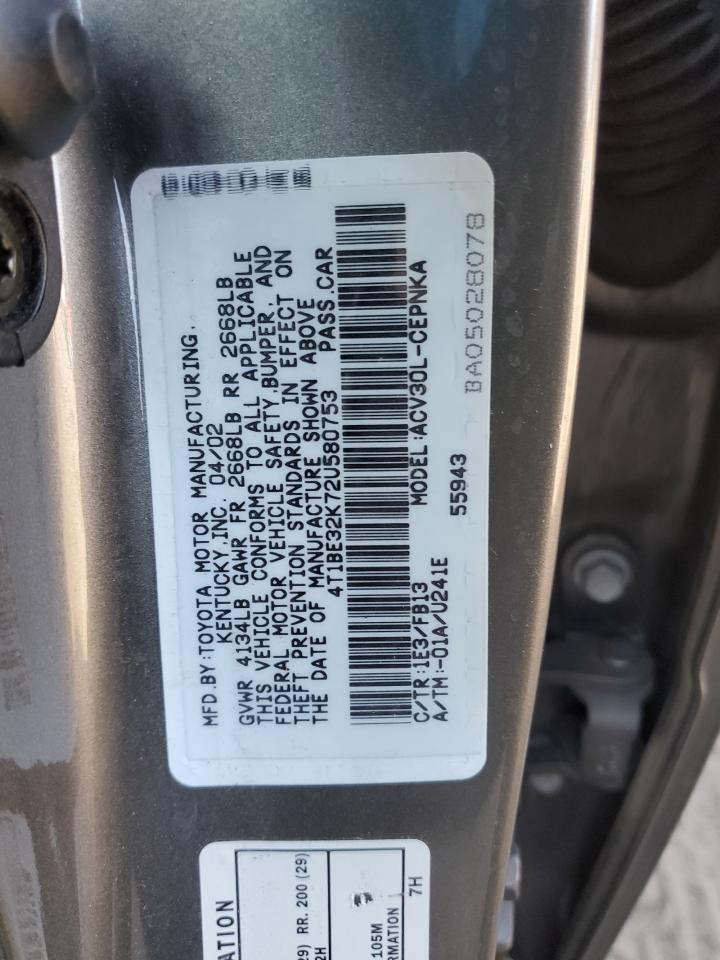 MFD.BY:TOYOTA MOTOR MANUFACTURING,
KENTUCKY,INC. 04/02
GVWR 4134LB GAWR FR 2668LB RR 2668LB
THIS VEHICLE CONFORMS TO ALL APPLICABLE
FEDERAL MOTOR VEHICLE SAFETY,BUMPER, AND
THEFT PREVENTION STANDARDS IN EFFECT ON
THE DATE OF MANUFACTURE SHOWN ABOVE
4T1BE32K72U580753 PASS.CAR
MODEL:ACV30L-CEPNKA
C/TR:1E3/FB13
A/TM:-01A/U241E 55943
BA05028078
ATION
29) RR. 200 (29)
2H
105M
RMATION
7H